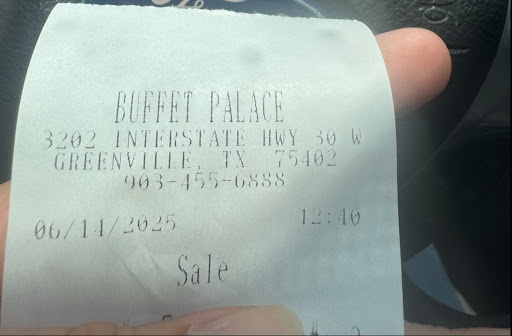 BUFFET PALACE
3202 INTERSTATE HWY 30 W
GREENVILLE, TX 75402
903-455-6888
06/14/2025 12:40
Sale